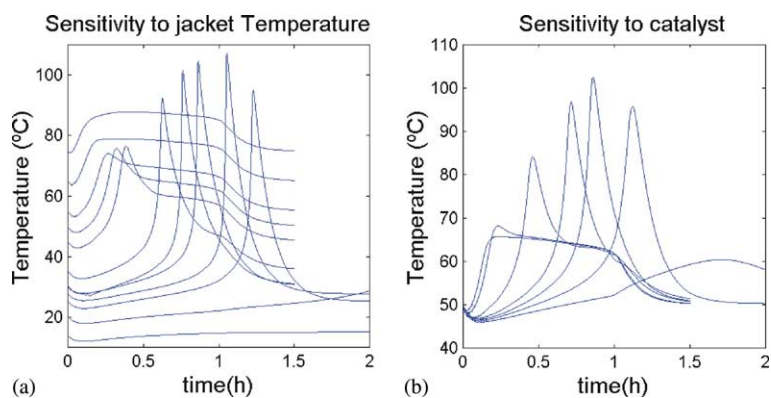 Sensitivity to jacket Temperature
Temperature (ºC)
100
80
60
40
20
0
0.5
1
1.5
2
time(h)
(a)
Sensitivity to catalyst
Temperature (ºC)
110
100
90
80
70
60
50
40
0
0.5
1
1.5
2
time(h)
(b)